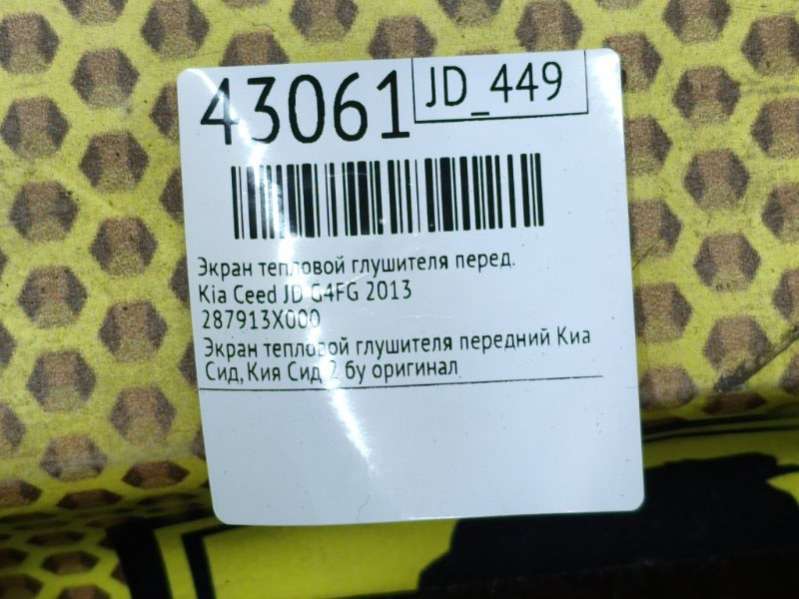 43061
JD_449
Экран тепловой глушителя перед.
Kia Ceed JD G4FG 2013
287913X000
Экран тепловой глушителя передний Киа
Сид, Кия Сид 2 бу оригинал